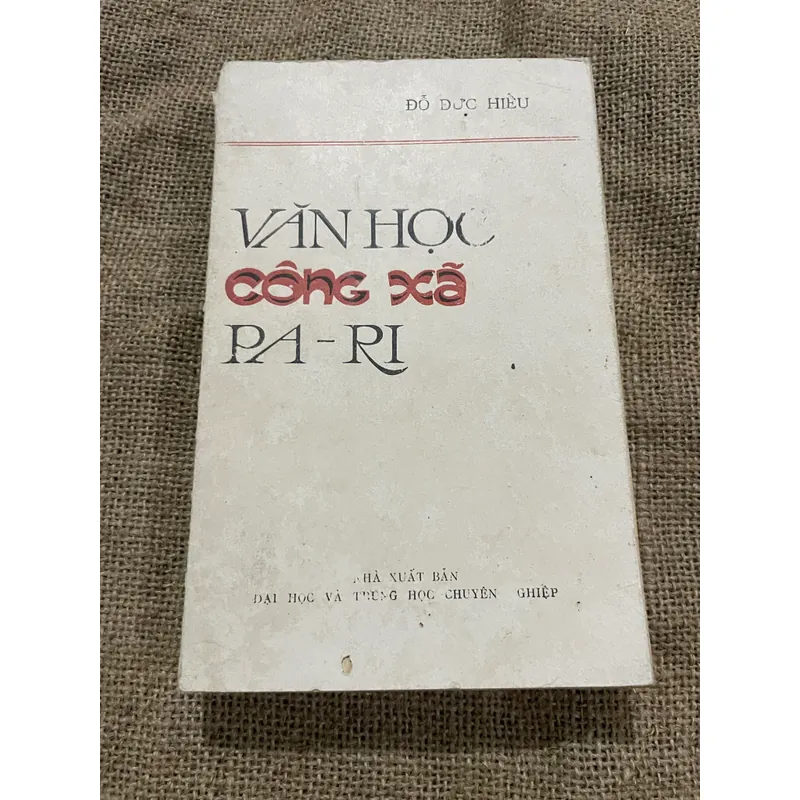 ĐỖ ĐỨC HIỂU
VĂN HỌC
CÔNG XÃ
PA-RI
NHÀ XUẤT BẢN
ĐẠI HỌC VÀ TRUNG HỌC CHUYÊN NGHIỆP